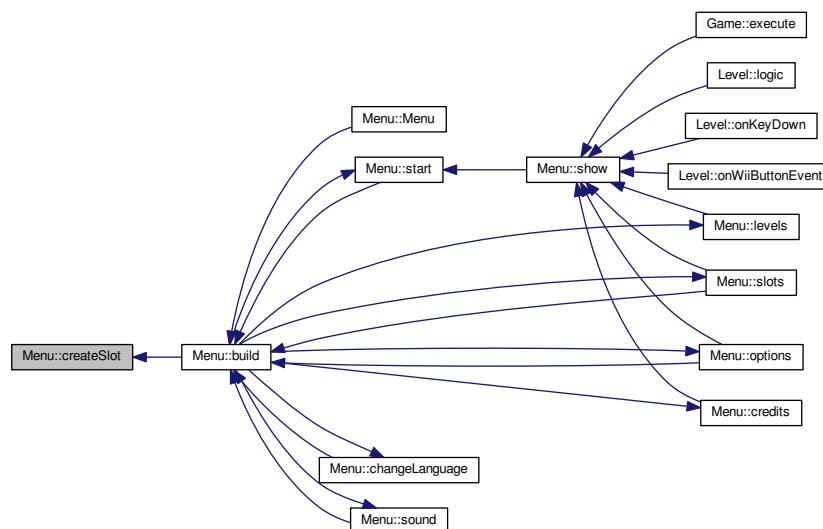 Game::execute
Level::logic
Menu::Menu
Level::onKeyDown
Menu::start
Menu::show
Level::onWiiButtonEvent
Menu::levels
Menu::slots
Menu::createSlot
Menu::build
Menu::options
Menu::credits
Menu::changeLanguage
Menu::sound